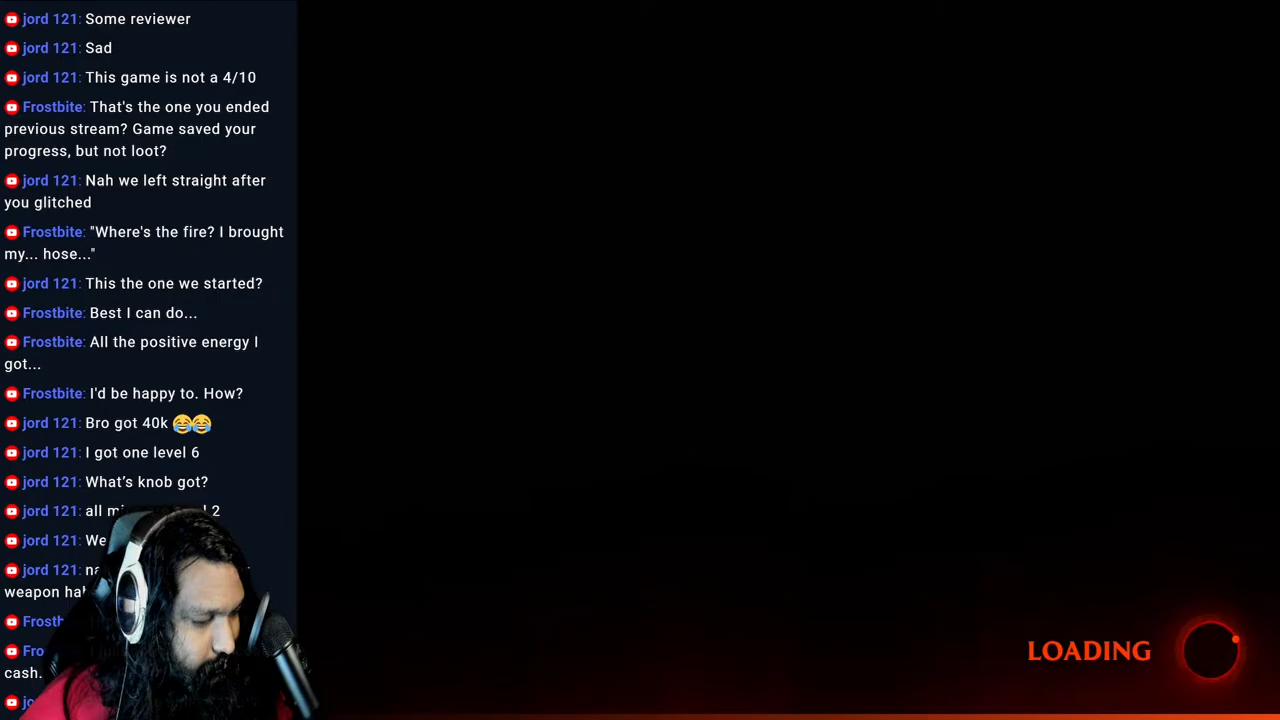 jord 121: Some reviewer
jord 121: Sad
jord 121: This game is not a 4/10
Frostbite: That's the one you ended
previous stream? Game saved your
progress, but not loot?
jord 121: Nah we left straight after
you glitched
Frostbite: "Where's the fire? I brought
my... hose..."
jord 121: This the one we started?
Frostbite: Best I can do...
Frostbite: All the positive energy I
got...
Frostbite: I'd be happy to. How?
jord 121: Bro got 40k 😂😂
jord 121: I got one level 6
jord 121: What's knob got?
jord 121: all 2
jord 121: We
jord 121:
weapon
cash.
LOADING